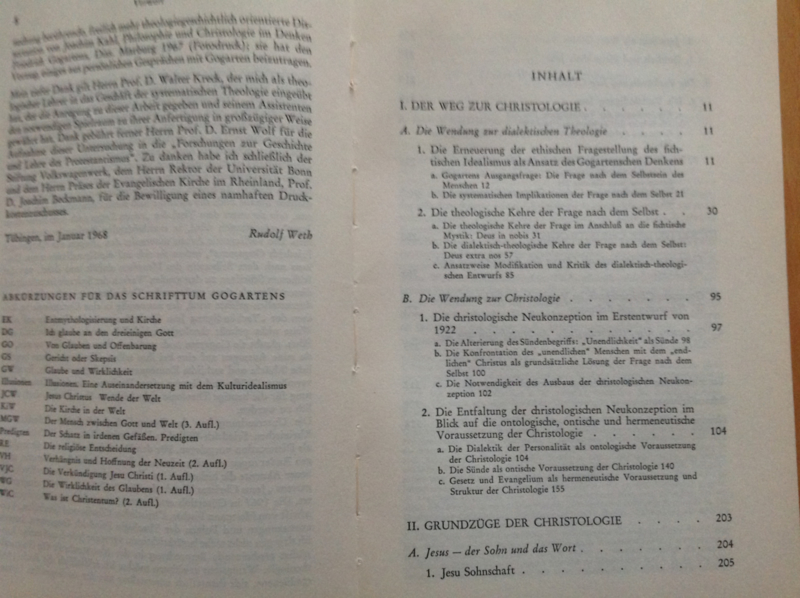 8
suchung berührende, freilich mehr theologiegeschichtlich orientierte Dis-
sertation von Joachim Kahl, Philosophie und Christologie im Denken
Friedrich Gogartens, Diss. Marburg 1967 (Fotodruck); sie hat den
Vorzug, einiges aus persönlichen Gesprächen mit Gogarten beizutragen.
Mein Dank gilt Herrn Prof. D. Walter Kreck, der mich als theo-
logischer Lehrer in das Geschäft der systematischen Theologie eingeübt
hat, die Anregung zu dieser Arbeit gegeben und seinem Assistenten
den notwendigen Spielraum zu ihrer Anfertigung in großzügiger Weise
gewährt hat. Dank gebührt ferner Herrn Prof. D. Ernst Wolf für die
Aufnahme dieser Untersuchung in die „Forschungen zur Geschichte
und Lehre des Protestantismus". Zu danken habe ich schließlich der
Stiftung Volkswagenwerk, dem Herrn Rektor der Universität Bonn
und dem Herrn Präses der Evangelischen Kirche im Rheinland, Prof.
D. Joachim Beckmann, für die Bewilligung eines namhaften Druck-
kostenzuschusses.
Tübingen, im Januar 1968 Rudolf Weth
ABKÜRZUNGEN FÜR DAS SCHRIFTTUM GOGARTENS
EK Entmythologisierung und Kirche
DG Ich glaube an den dreieinigen Gott
GO Von Glauben und Offenbarung
GS Gericht oder Skepsis
GW Glaube und Wirklichkeit
Illusionen Illusionen. Eine Auseinandersetzung mit dem Kulturidealismus
JCW Jesus Christus Wende der Welt
KiW Die Kirche in der Welt
MGW Der Mensch zwischen Gott und Welt (3. Aufl.)
Predigten Der Schatz in irdenen Gefäßen. Predigten
RE Die religiöse Entscheidung
VH Verhängnis und Hoffnung der Neuzeit (2. Aufl.)
VJC Die Verkündigung Jesu Christi (1. Aufl.)
WG Die Wirklichkeit des Glaubens (1. Aufl.)
WiC Was ist Christentum? (2. Aufl.)
INHALT
I. DER WEG ZUR CHRISTOLOGIE . . . . . . 11
A. Die Wendung zur dialektischen Theologie . . . . 11
1. Die Erneuerung der ethischen Fragestellung des fich-
tischen Idealismus als Ansatz des Gogartenschen Denkens 11
a. Gogartens Ausgangsfrage: Die Frage nach dem Selbstsein des
Menschen 12
b. Die systematischen Implikationen der Frage nach dem Selbst 21
2. Die theologische Kehre der Frage nach dem Selbst . . 30
a. Die theologische Kehre der Frage im Anschluß an die fichtische
Mystik: Deus in nobis 31
b. Die dialektisch-theologische Kehre der Frage nach dem Selbst:
Deus extra nos 57
c. Ansatzweise Modifikation und Kritik des dialektisch-theologi-
schen Entwurfs 85
B. Die Wendung zur Christologie . . . . . . . 95
1. Die christologische Neukonzeption im Erstentwurf von
1922 . . . . . . . . . . . . . 97
a. Die Alterierung des Sündenbegriffs: „Unendlichkeit" als Sünde 98
b. Die Konfrontation des „unendlichen" Menschen mit dem „end-
lichen" Christus als grundsätzliche Lösung der Frage nach dem
Selbst 100
c. Die Notwendigkeit des Ausbaus der christologischen Neukon-
zeption 102
2. Die Entfaltung der christologischen Neukonzeption im
Blick auf die ontologische, ontische und hermeneutische
Voraussetzung der Christologie . . . . . . 104
a. Die Dialektik der Personalität als ontologische Voraussetzung
der Christologie 104
b. Die Sünde als ontische Voraussetzung der Christologie 140
c. Gesetz und Evangelium als hermeneutische Voraussetzung und
Struktur der Christologie 155
II. GRUNDZÜGE DER CHRISTOLOGIE . . . . 203
A. Jesus — der Sohn und das Wort . . . . . . 204
1. Jesu Sohnschaft . . . . . . . . . . 205